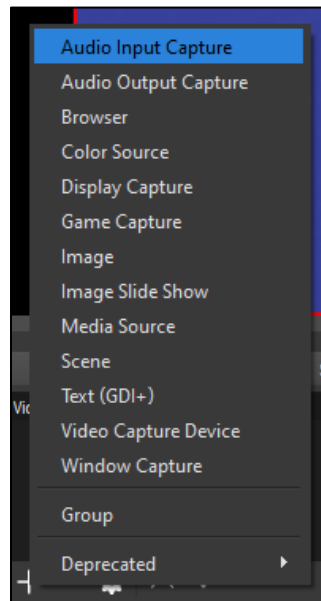 Audio Input Capture
Audio Output Capture
Browser
Color Source
Display Capture
Game Capture
Image
Image Slide Show
Media Source
Scene
Text (GDI+)
Video Capture Device
Window Capture
Group
Deprecated